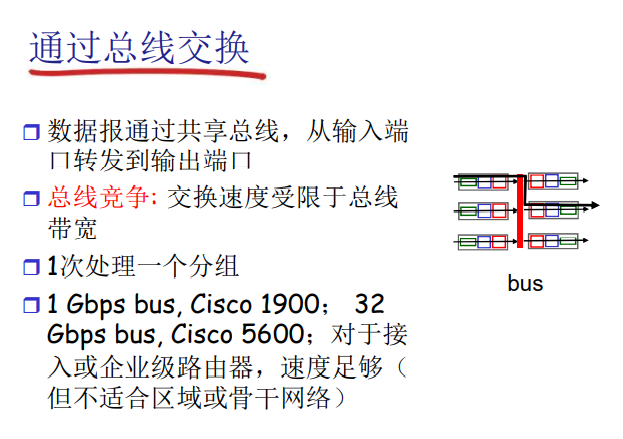 通过总线交换
数据报通过共享总线，从输入端
口转发到输出端口
总线竞争: 交换速度受限于总线
带宽
1次处理一个分组
1 Gbps bus, Cisco 1900； 32
Gbps bus, Cisco 5600；对于接
入或企业级路由器，速度足够（
但不适合区域或骨干网络）
bus